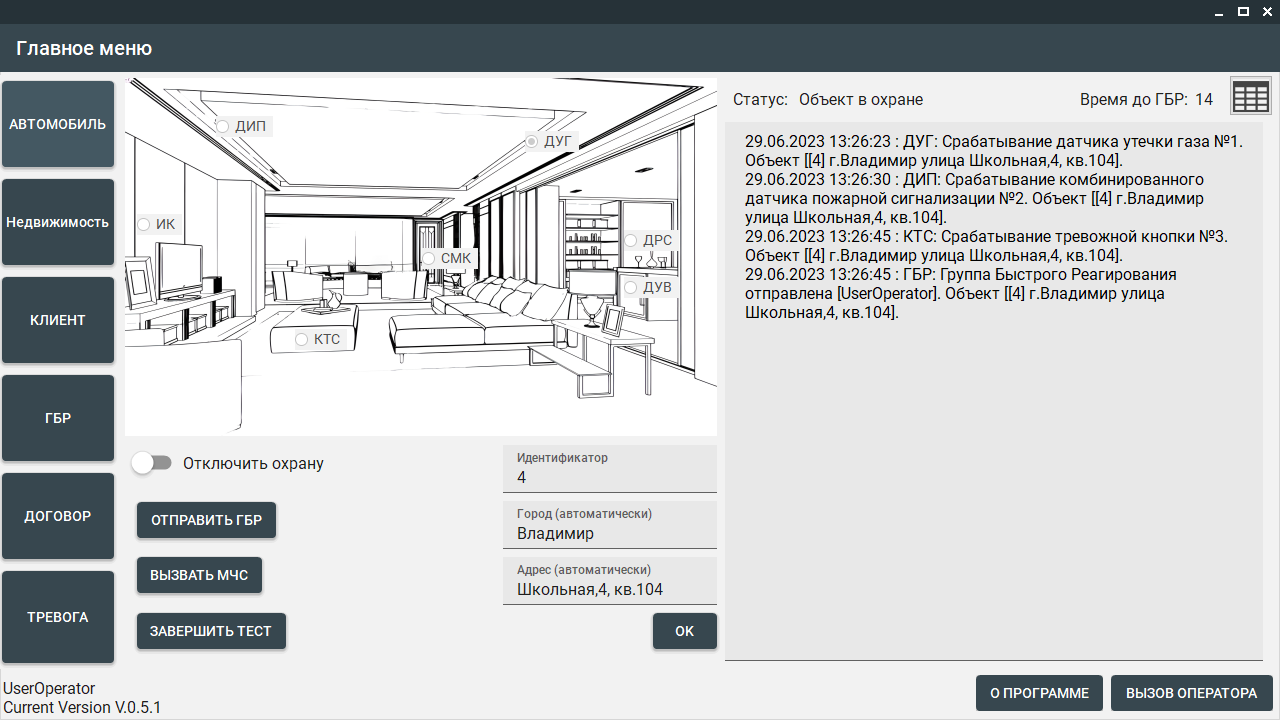 Главное меню
АВТОМОБИЛЬ
Недвижимость
КЛИЕНТ
ГБР
ДОГОВОР
ТРЕВОГА
ДИП
ДУГ
ИК
ДРС
СМК
ДУВ
КТС
Отключить охрану
ОТПРАВИТЬ ГБР
ВЫЗВАТЬ МЧС
ЗАВЕРШИТЬ ТЕСТ
Идентификатор
4
Город (автоматически)
Владимир
Адрес (автоматически)
Школьная,4, кв.104
OK
Статус: Объект в охране
Время до ГБР: 14
29.06.2023 13:26:23 : ДУГ: Срабатывание датчика утечки газа №1.
Объект [[4] г.Владимир улица Школьная,4, кв.104].
29.06.2023 13:26:30 : ДИП: Срабатывание комбинированного
датчика пожарной сигнализации №2. Объект [[4] г.Владимир
улица Школьная,4, кв.104].
29.06.2023 13:26:45 : КТС: Срабатывание тревожной кнопки №3.
Объект [[4] г.Владимир улица Школьная,4, кв.104].
29.06.2023 13:26:45 : ГБР: Группа Быстрого Реагирования
отправлена [UserOperator]. Объект [[4] г.Владимир улица
Школьная,4, кв.104].
UserOperator
Current Version V.0.5.1
О ПРОГРАММЕ
ВЫЗОВ ОПЕРАТОРА